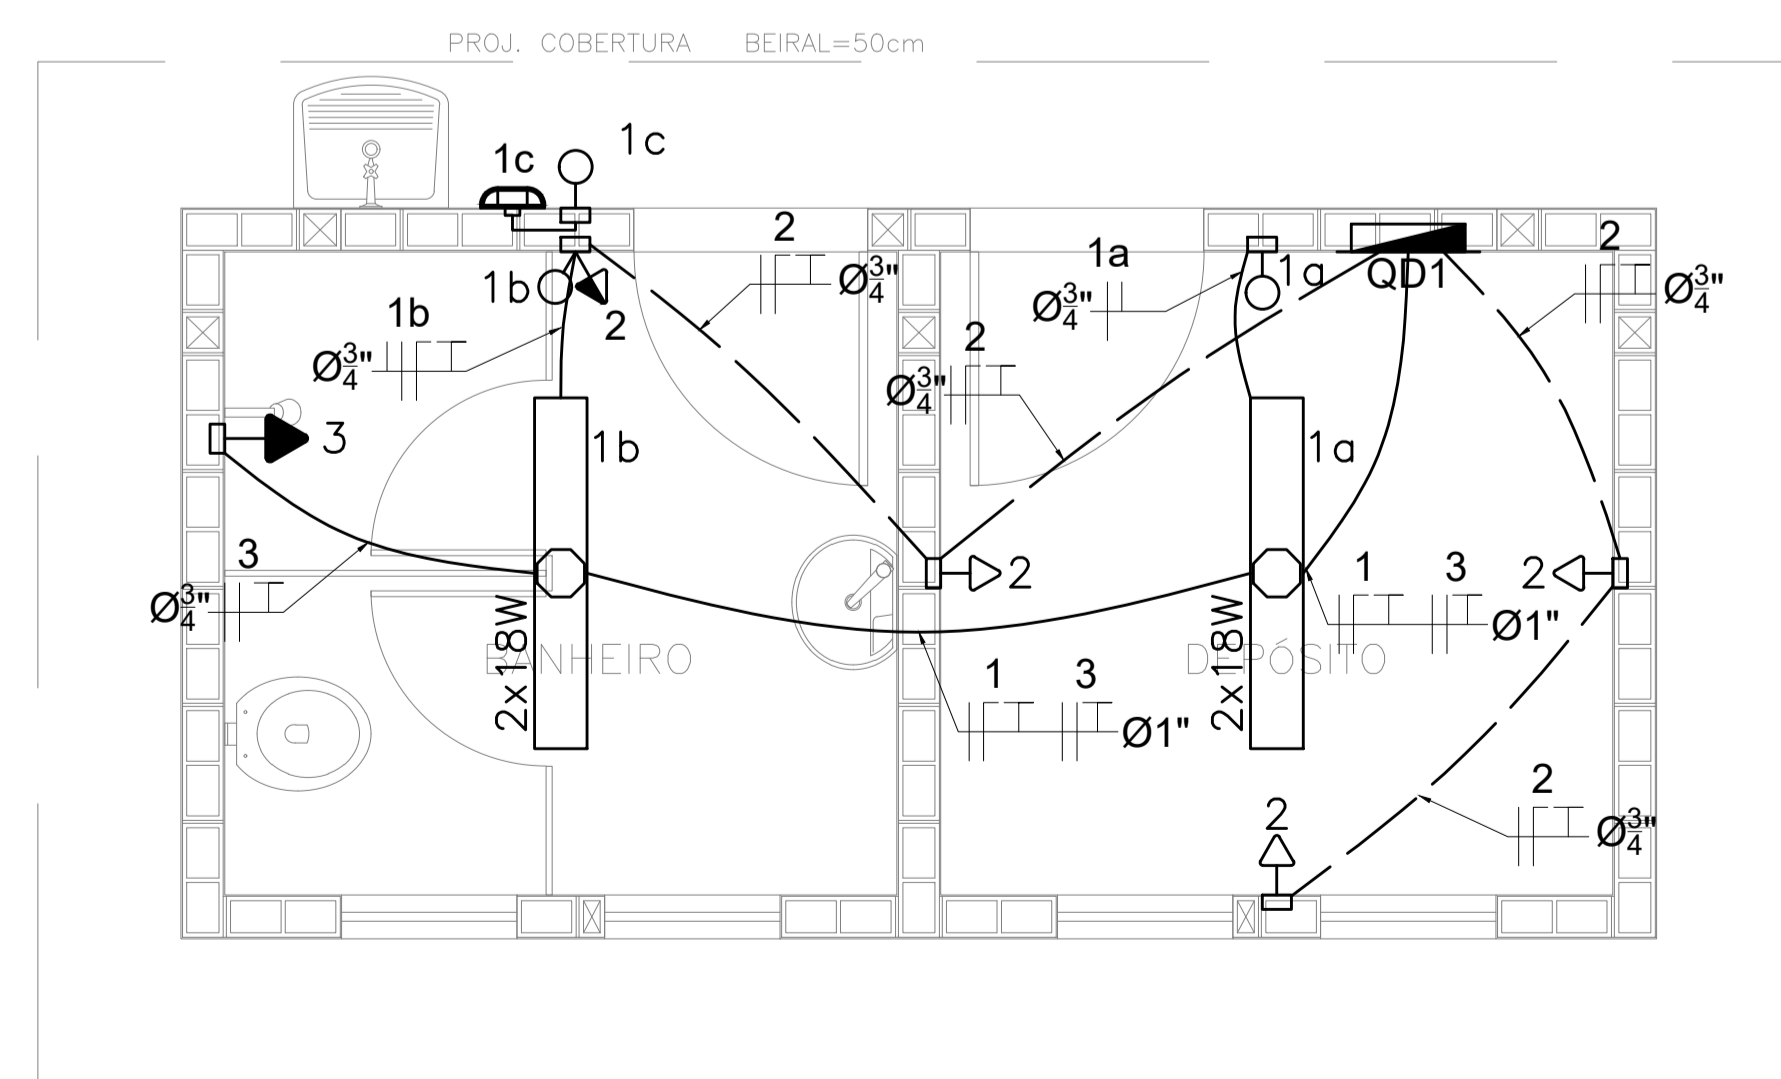 PROJ. COBERTURA BEIRAL=50cm
1c
1c
2
1a
1a
QD1
2
Ø3/4"
Ø3/4"
Ø3/4"
1b
2
1b
Ø3/4"
2
Ø3/4"
3
1b
1a
3
Ø3/4"
2
2
1
3
Ø1"
2x18W
BANHEIRO
2x18W
DEPÓSITO
1
3
Ø1"
2
2
Ø3/4"